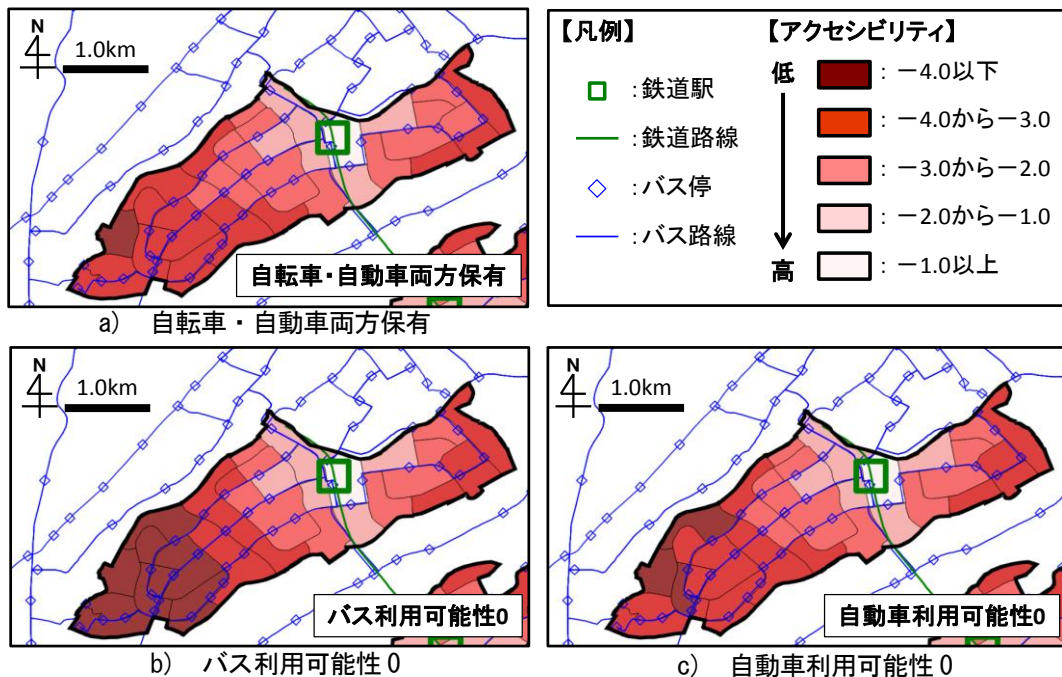 N
1.0km
自転車・自動車両方保有
a) 自転車・自動車両方保有
【凡例】
:鉄道駅
:鉄道路線
:バス停
:バス路線
【アクセシビリティ】
低
高
:-4.0以下
:-4.0から-3.0
:-3.0から-2.0
:-2.0から-1.0
:-1.0以上
N
1.0km
バス利用可能性0
b) バス利用可能性0
N
1.0km
自動車利用可能性0
c) 自動車利用可能性0